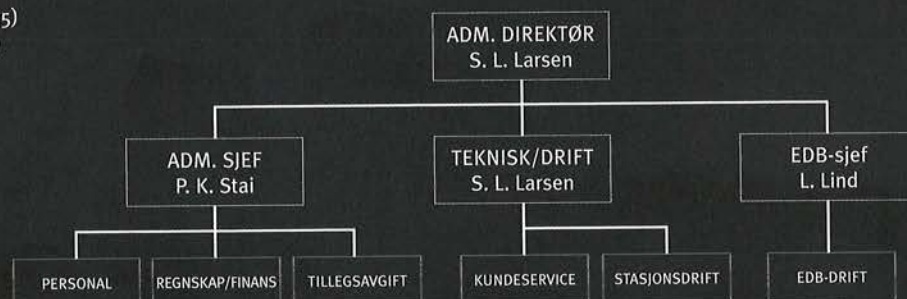 5)
ADM. DIREKTØR
S. L. Larsen
ADM. SJEF
P. K. Stai
TEKNISK/DRIFT
S. L. Larsen
EDB-sjef
L. Lind
PERSONAL
REGNSKAP/FINANS
TILLEGSAVGIFT
KUNDESERVICE
STASJONSDRIFT
EDB-DRIFT